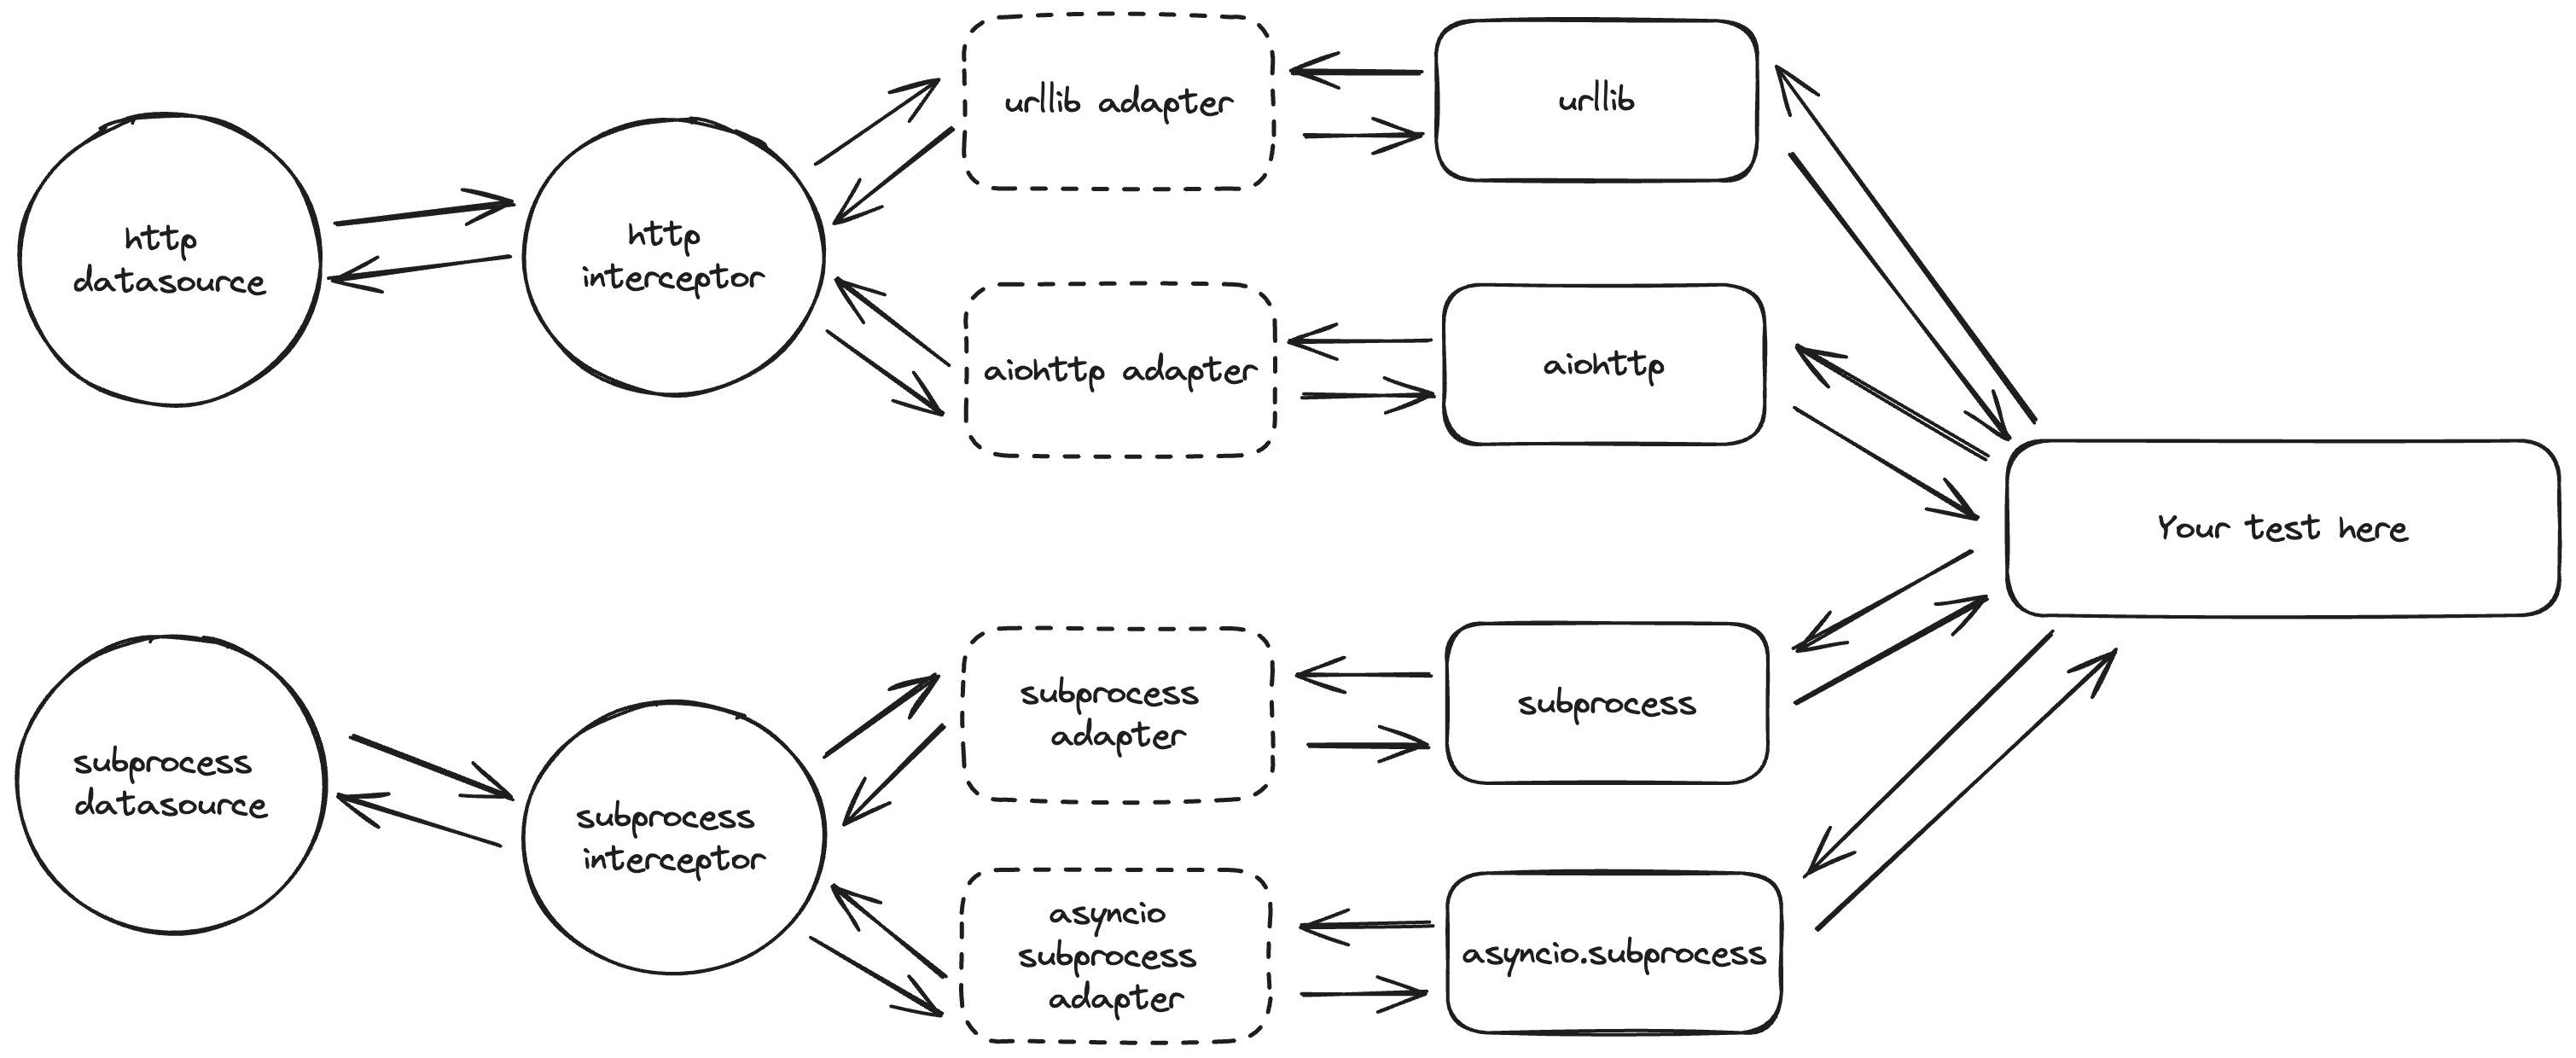 http
datasource
http
interceptor
urllib adapter
urllib
aiohttp adapter
aiohttp
Your test here
subprocess
datasource
subprocess
interceptor
subprocess
adapter
subprocess
asyncio
subprocess
adapter
asyncio.subprocess